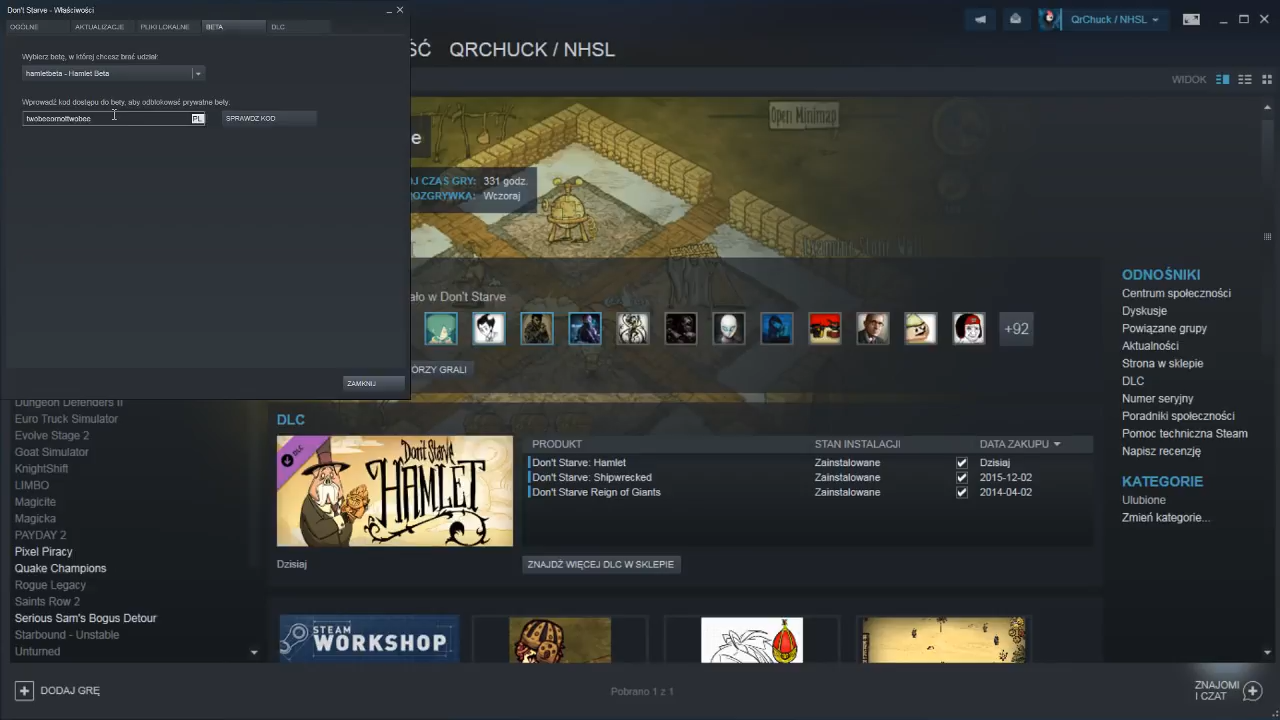 Don't Starve - Właściwości
OGÓLNE AKTUALIZACJE PLIKI LOKALNE BETA DLC
Wybierz betę, w której chcesz brać udział:
hamletbeta - Hamlet Beta
Wprowadź kod dostępu do bety, aby odblokować prywatne bety.
twobeeornottwobee PL SPRAWDŹ KOD
ZAMKNIJ
QrChuck / NHSL
ŚĆ QRCHUCK / NHSL
WIDOK
Open Minimap
e
J CZAS GRY: 331 godz.
ROZGRYWKA: Wczoraj
ało w Don't Starve
+92
ÓRZY GRALI
ODNOŚNIKI
Centrum społeczności
Dyskusje
Powiązane grupy
Aktualności
Strona w sklepie
DLC
Numer seryjny
Poradniki społeczności
Pomoc techniczna Steam
Napisz recenzję
KATEGORIE
Ulubione
Zmień kategorie...
Dungeon Defenders II
Euro Truck Simulator
Evolve Stage 2
Goat Simulator
KnightShift
LIMBO
Magicite
Magicka
PAYDAY 2
Pixel Piracy
Quake Champions
Rogue Legacy
Saints Row 2
Serious Sam's Bogus Detour
Starbound - Unstable
Unturned
DLC
DLC
Don't Starve
HAMLET
Dzisiaj
PRODUKT STAN INSTALACJI DATA ZAKUPU
Don't Starve: Hamlet Zainstalowane Dzisiaj
Don't Starve: Shipwrecked Zainstalowane 2015-12-02
Don't Starve Reign of Giants Zainstalowane 2014-04-02
ZNAJDŹ WIĘCEJ DLC W SKLEPIE
STEAM
WORKSHOP
DODAJ GRĘ
Pobrano 1 z 1
ZNAJOMI
I CZAT